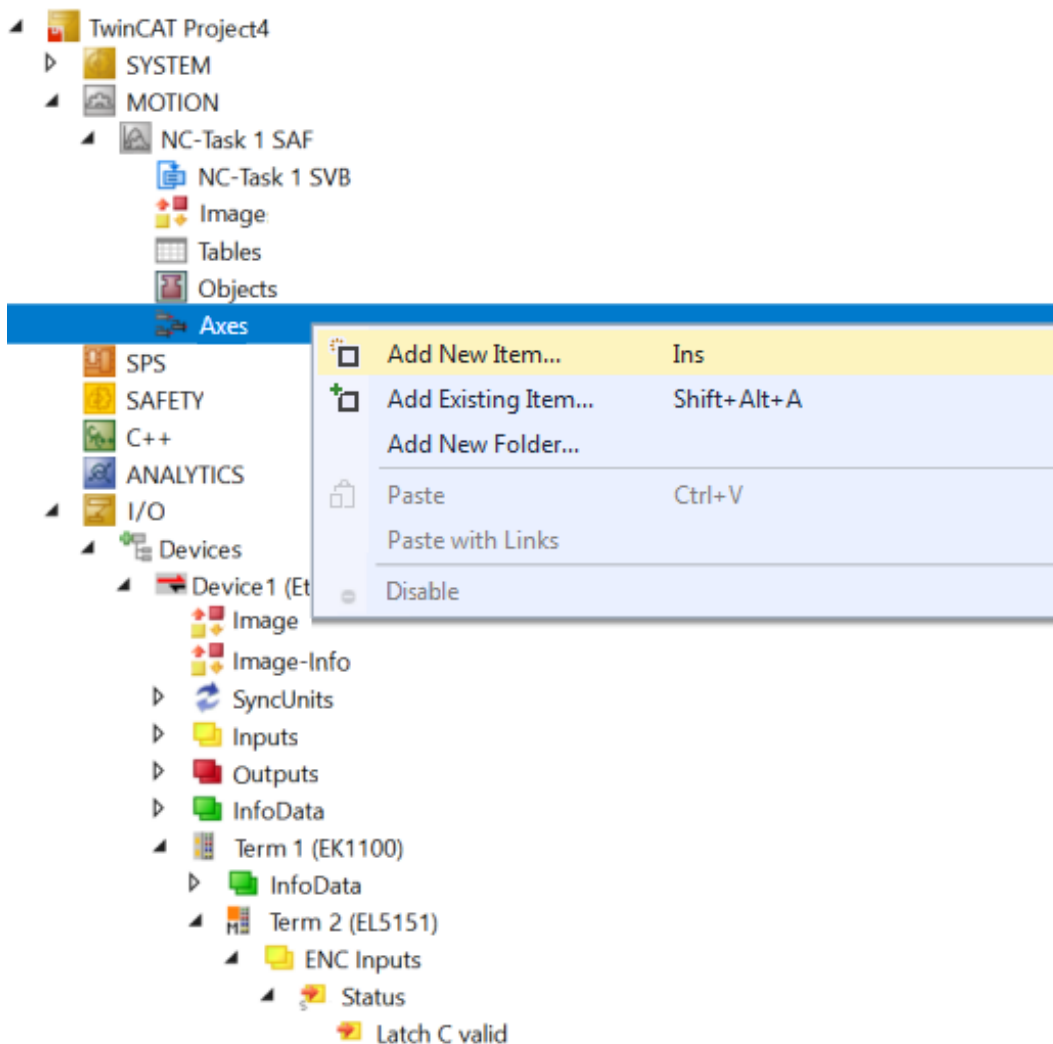 TwinCAT Project4
SYSTEM
MOTION
NC-Task 1 SAF
NC-Task 1 SVB
Image
Tables
Objects
Axes
Add New Item... Ins
SPS
Add Existing Item... Shift+Alt+A
SAFETY
C++
Add New Folder...
ANALYTICS
Paste Ctrl+V
I/O
Paste with Links
Devices
Device1 (Et
Disable
Image
Image-Info
SyncUnits
Inputs
Outputs
InfoData
Term 1 (EK1100)
InfoData
Term 2 (EL5151)
ENC Inputs
Status
Latch C valid